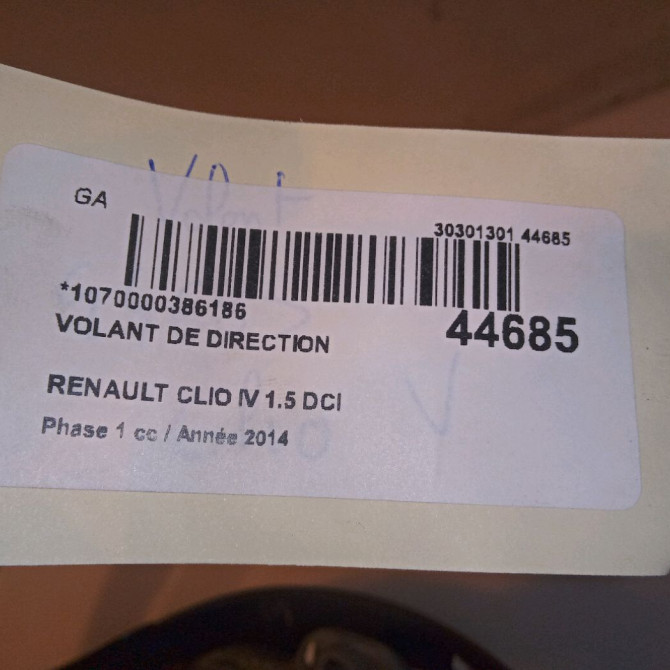 Volant
GA
30301301 44685
*1070000386186
44685
VOLANT DE DIRECTION
RENAULT CLIO IV 1.5 DCI
Phase 1 cc / Année 2014